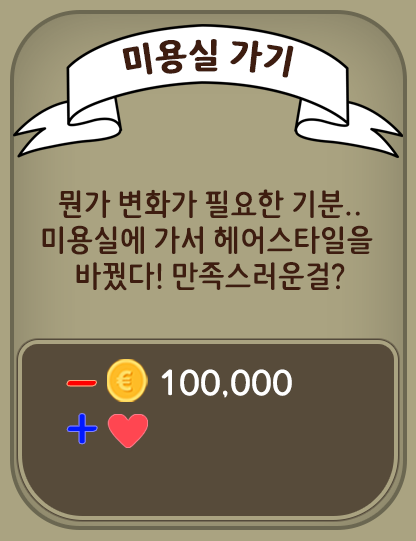 미용실 가기
뭔가 변화가 필요한 기분..
미용실에 가서 헤어스타일을
바꿨다! 만족스러운걸?
− € 100,000
+